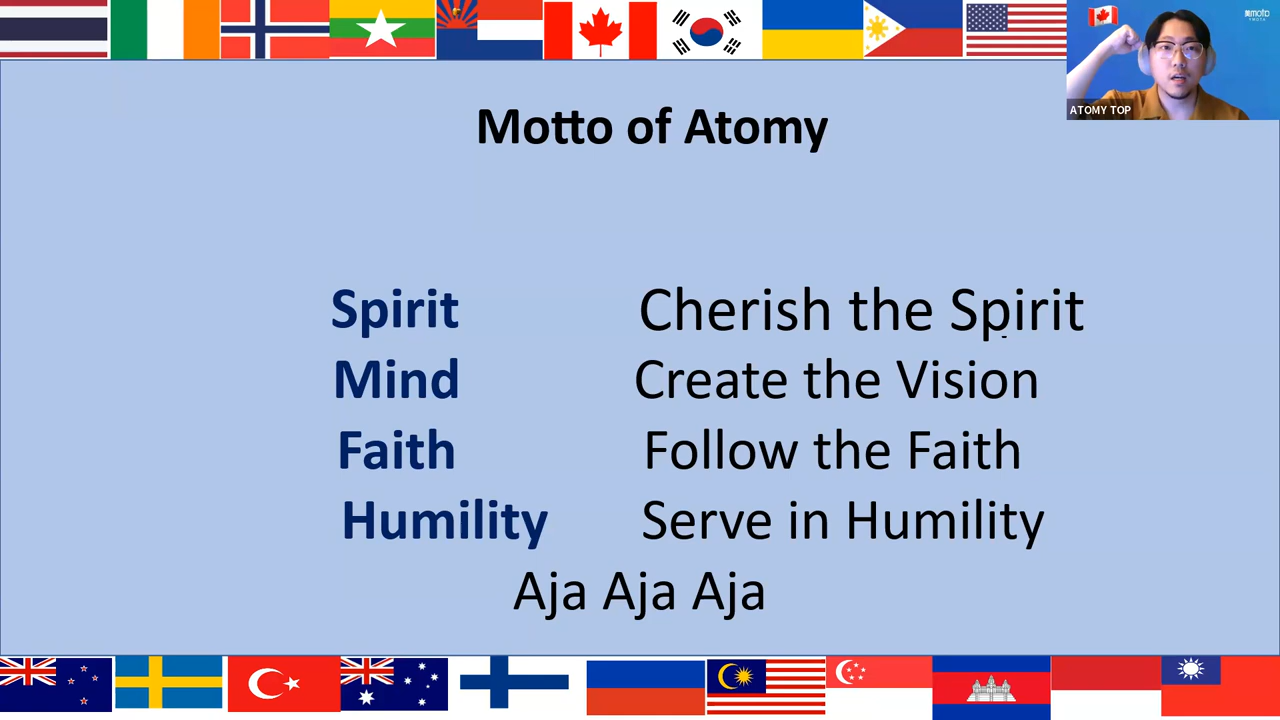 Motto of Atomy
ATOMY TOP
Spirit Cherish the Spirit
Mind Create the Vision
Faith Follow the Faith
Humility Serve in Humility
Aja Aja Aja